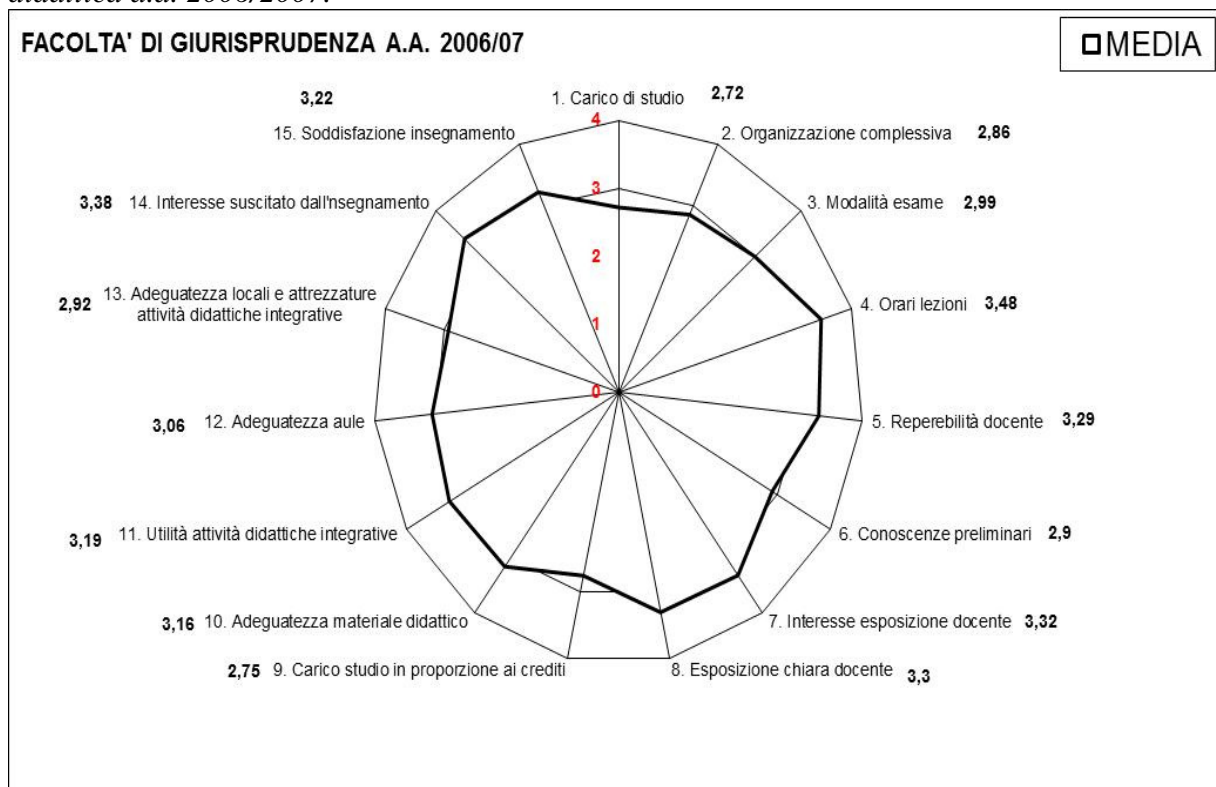 didattica a.a. 2006/2007.
FACOLTA' DI GIURISPRUDENZA A.A. 2006/07
MEDIA
1. Carico di studio 2,72
2. Organizzazione complessiva 2,86
3. Modalità esame 2,99
4. Orari lezioni 3,48
5. Reperebilità docente 3,29
6. Conoscenze preliminari 2,9
7. Interesse esposizione docente 3,32
8. Esposizione chiara docente 3,3
2,75 9. Carico studio in proporzione ai crediti
3,16 10. Adeguatezza materiale didattico
3,19 11. Utilità attività didattiche integrative
3,06 12. Adeguatezza aule
2,92 13. Adeguatezza locali e attrezzature
attività didattiche integrative
3,38 14. Interesse suscitato dall'nsegnamento
3,22
15. Soddisfazione insegnamento
4
3
2
1
0